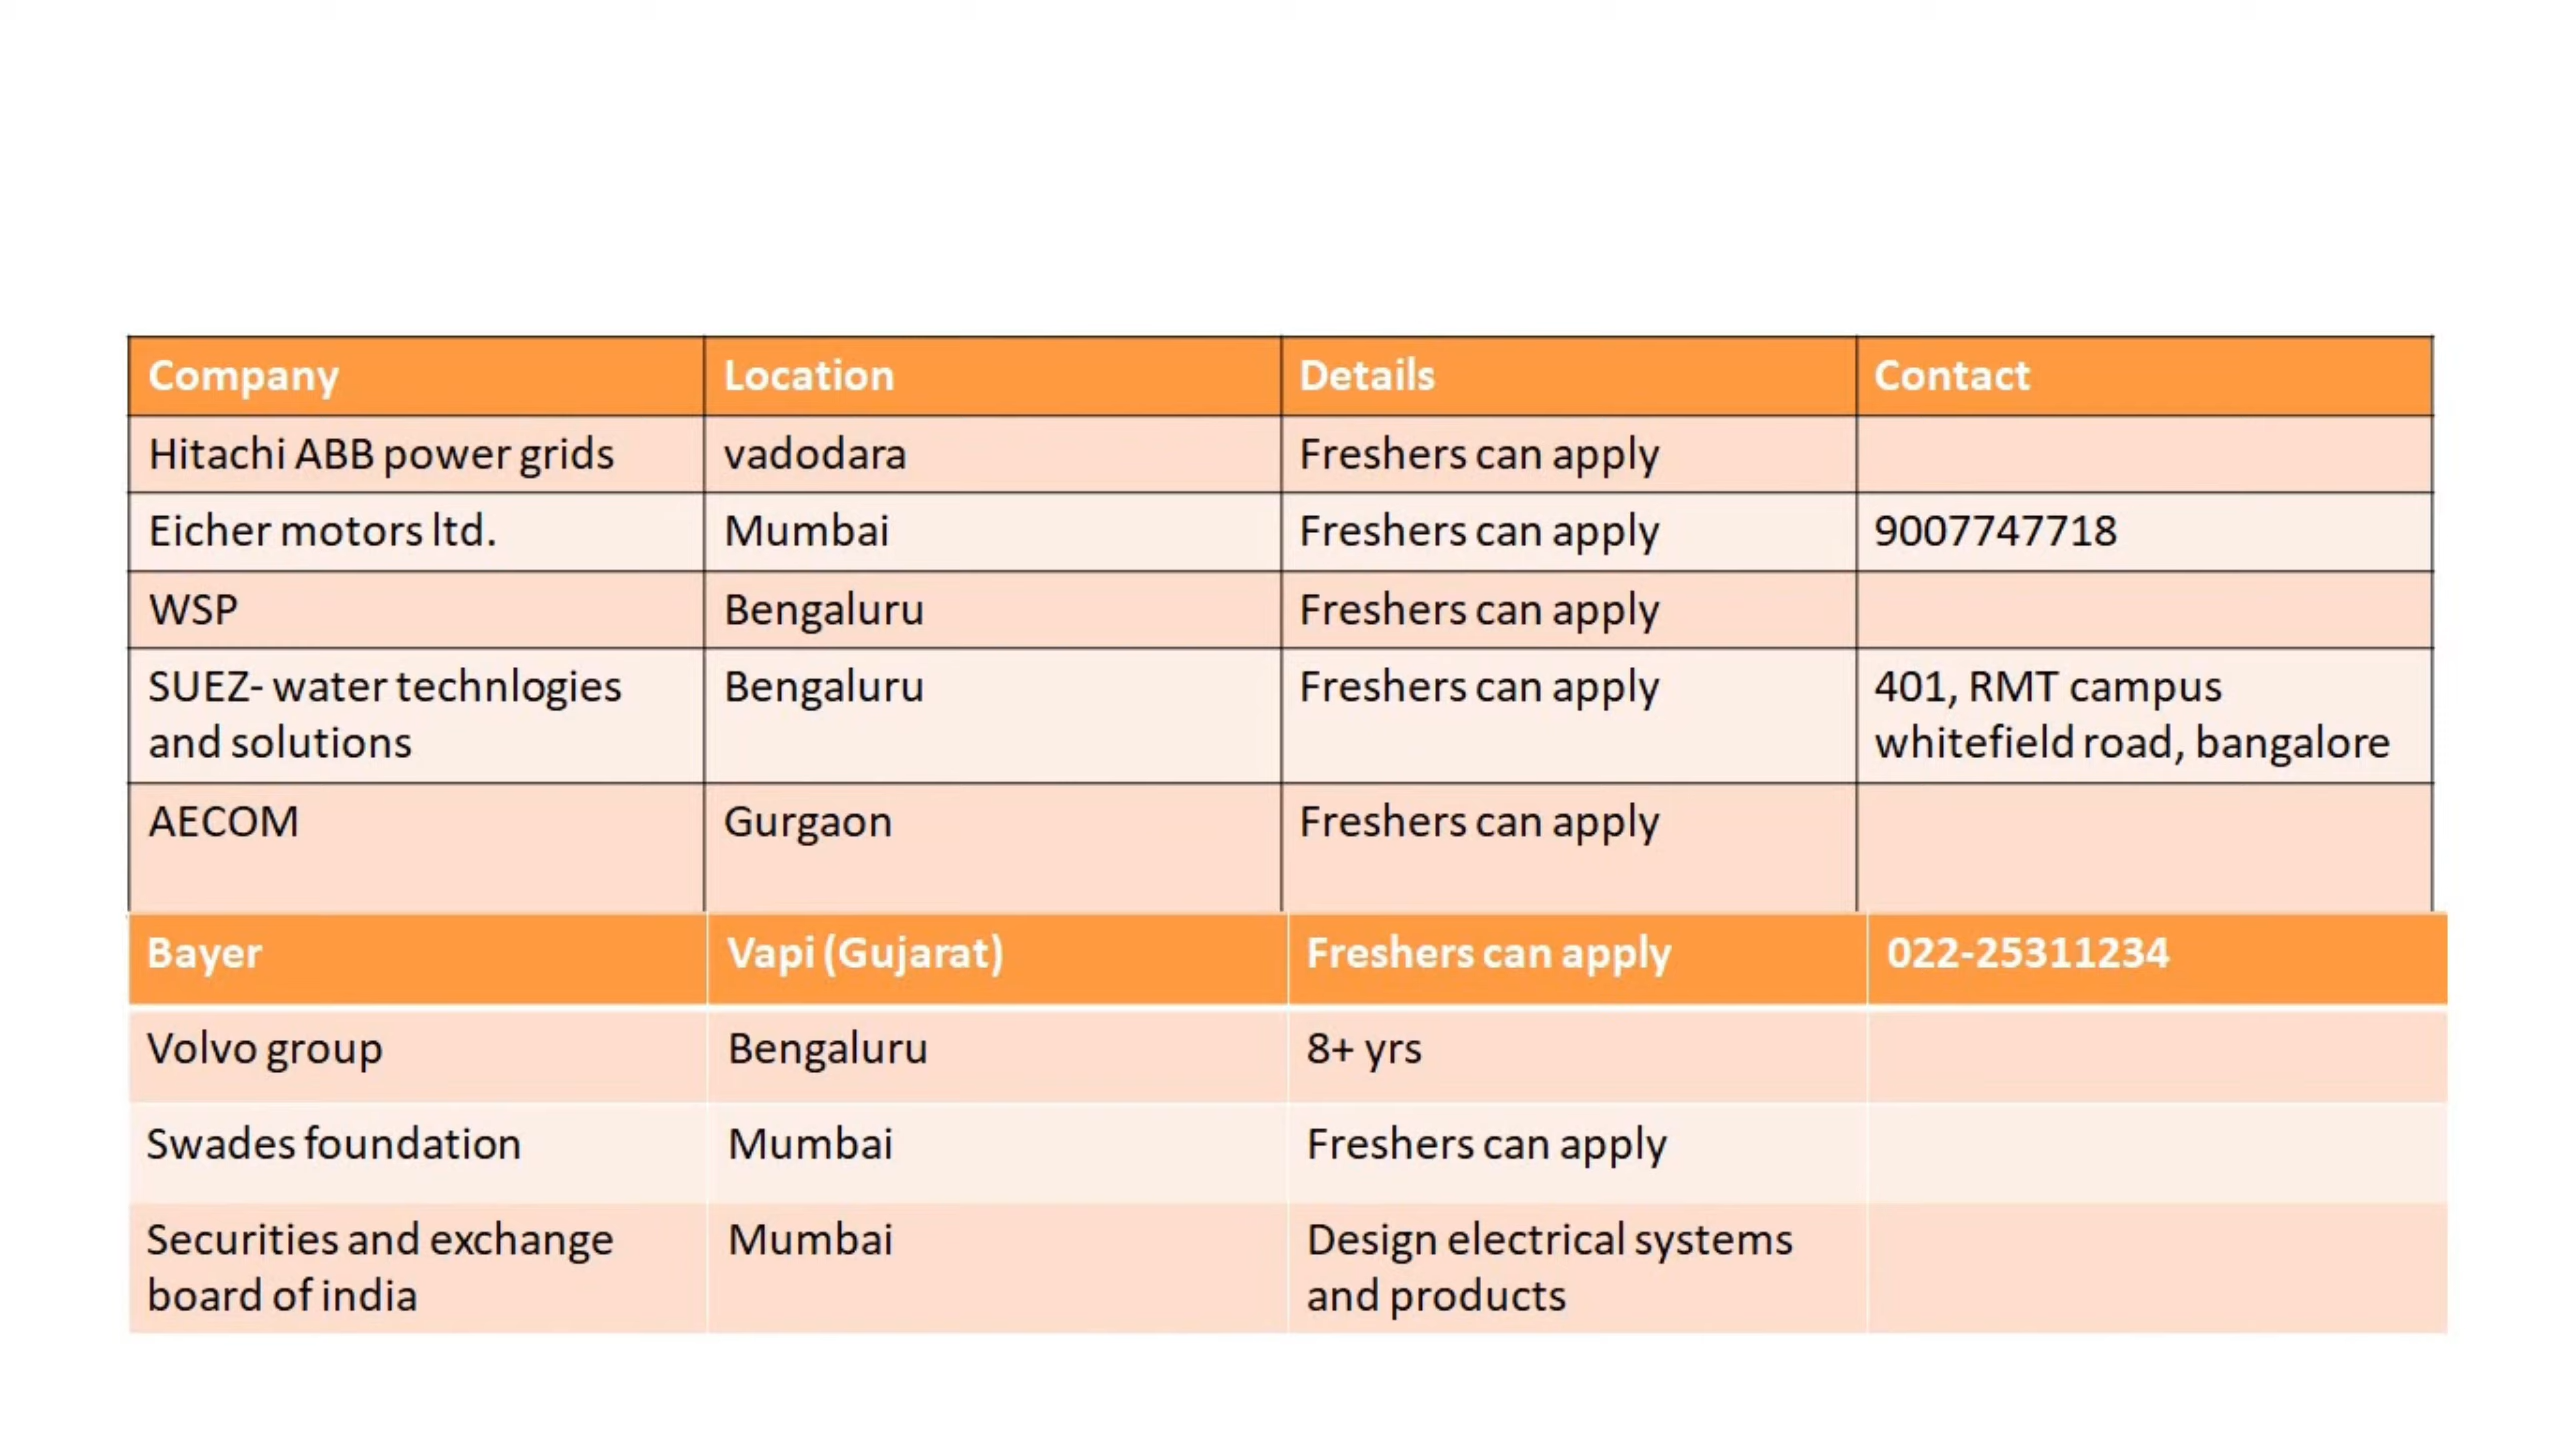 Company Location Details Contact
Hitachi ABB power grids vadodara Freshers can apply
Eicher motors ltd. Mumbai Freshers can apply 9007747718
WSP Bengaluru Freshers can apply
SUEZ- water technlogies Bengaluru Freshers can apply 401, RMT campus
and solutions whitefield road, bangalore
AECOM Gurgaon Freshers can apply
Bayer Vapi (Gujarat) Freshers can apply 022-25311234
Volvo group Bengaluru 8+ yrs
Swades foundation Mumbai Freshers can apply
Securities and exchange Mumbai Design electrical systems
board of india and products